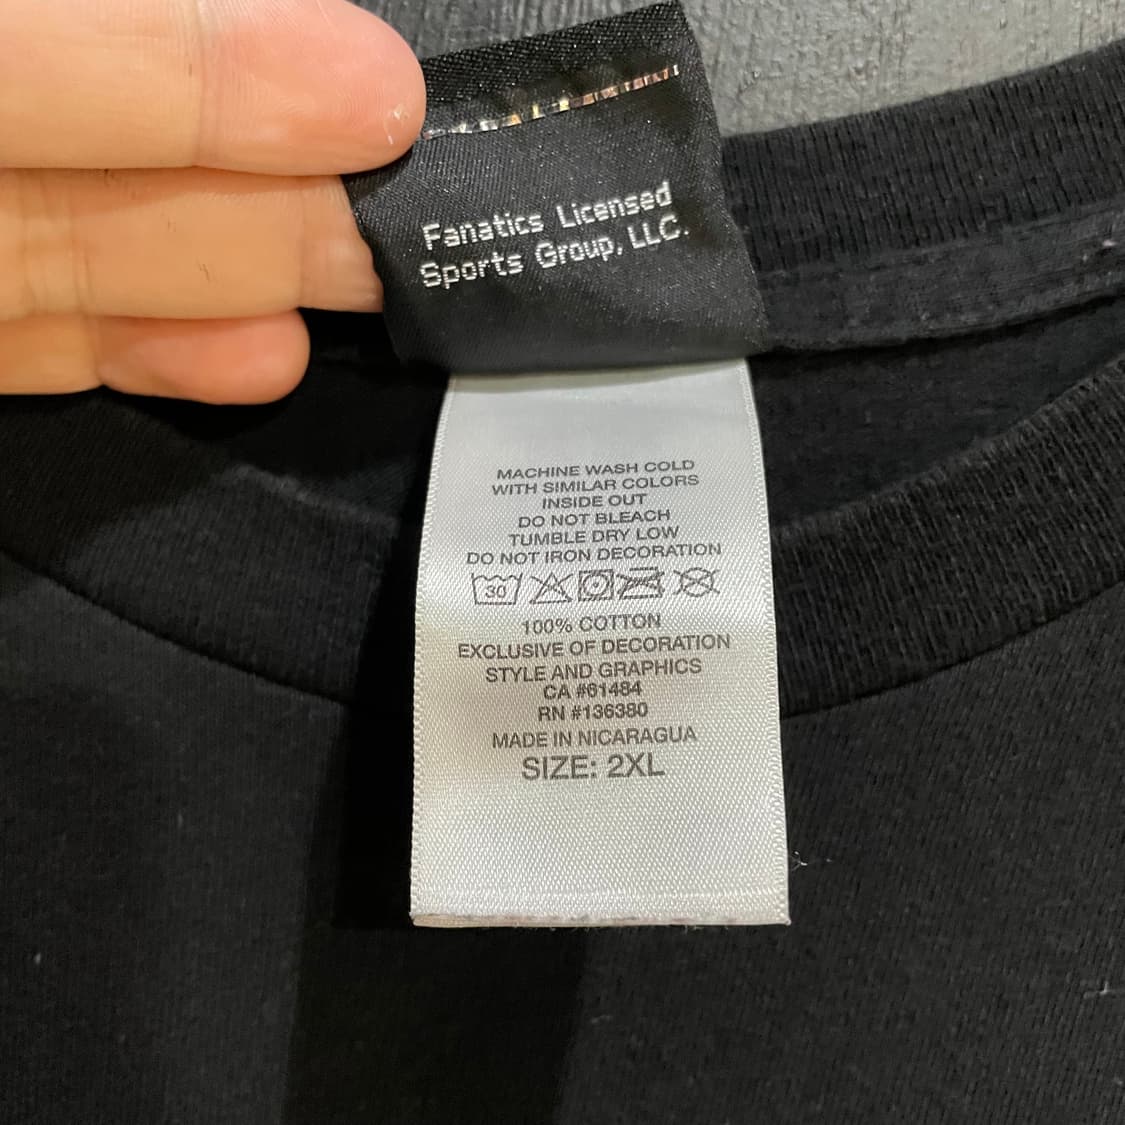 Fanatics Licensed
Sports Group, LLC.
MACHINE WASH COLD
WITH SIMILAR COLORS
INSIDE OUT
DO NOT BLEACH
TUMBLE DRY LOW
DO NOT IRON DECORATION
30
100% COTTON
EXCLUSIVE OF DECORATION
STYLE AND GRAPHICS
CA #61484
RN #136380
MADE IN NICARAGUA
SIZE: 2XL